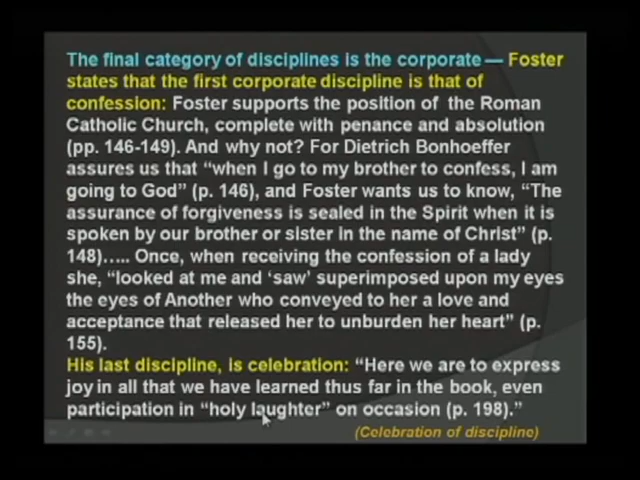 The final category of disciplines is the corporate — Foster
states that the first corporate discipline is that of
confession: Foster supports the position of the Roman
Catholic Church, complete with penance and absolution
(pp. 146-149). And why not? For Dietrich Bonhoeffer
assures us that “when I go to my brother to confess, I am
going to God” (p. 146), and Foster wants us to know, “The
assurance of forgiveness is sealed in the Spirit when it is
spoken by our brother or sister in the name of Christ” (p.
148)….. Once, when receiving the confession of a lady
she, “looked at me and ‘saw’ superimposed upon my eyes
the eyes of Another who conveyed to her a love and
acceptance that released her to unburden her heart” (p.
155).
His last discipline, is celebration: “Here we are to express
joy in all that we have learned thus far in the book, even
participation in “holy laughter” on occasion (p. 198).”
(Celebration of discipline)